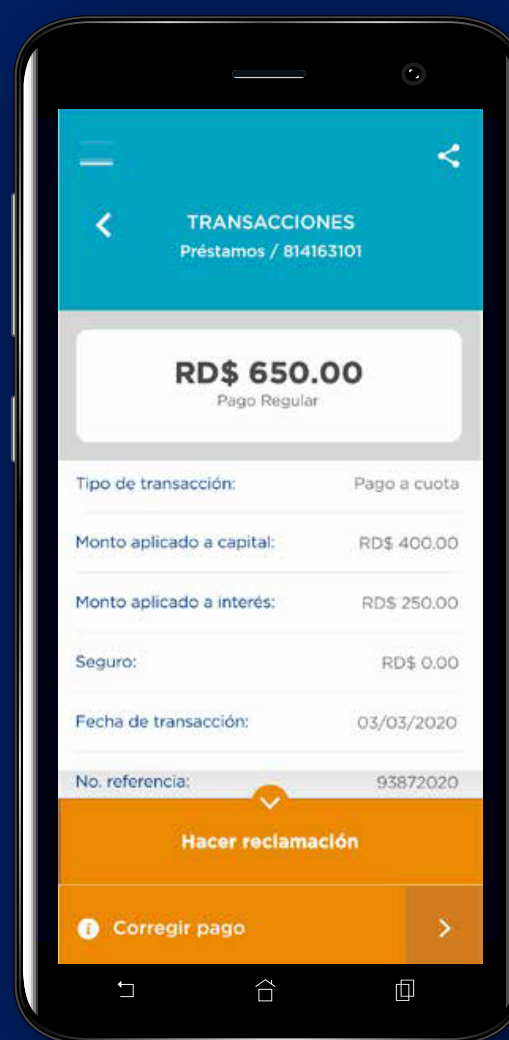 TRANSACCIONES
Préstamos / 814163101
RD$ 650.00
Pago Regular
Tipo de transacción: Pago a cuota
Monto aplicado a capital: RD$ 400.00
Monto aplicado a interés: RD$ 250.00
Seguro: RD$ 0.00
Fecha de transacción: 03/03/2020
No. referencia: 93872020
Hacer reclamación
Corregir pago